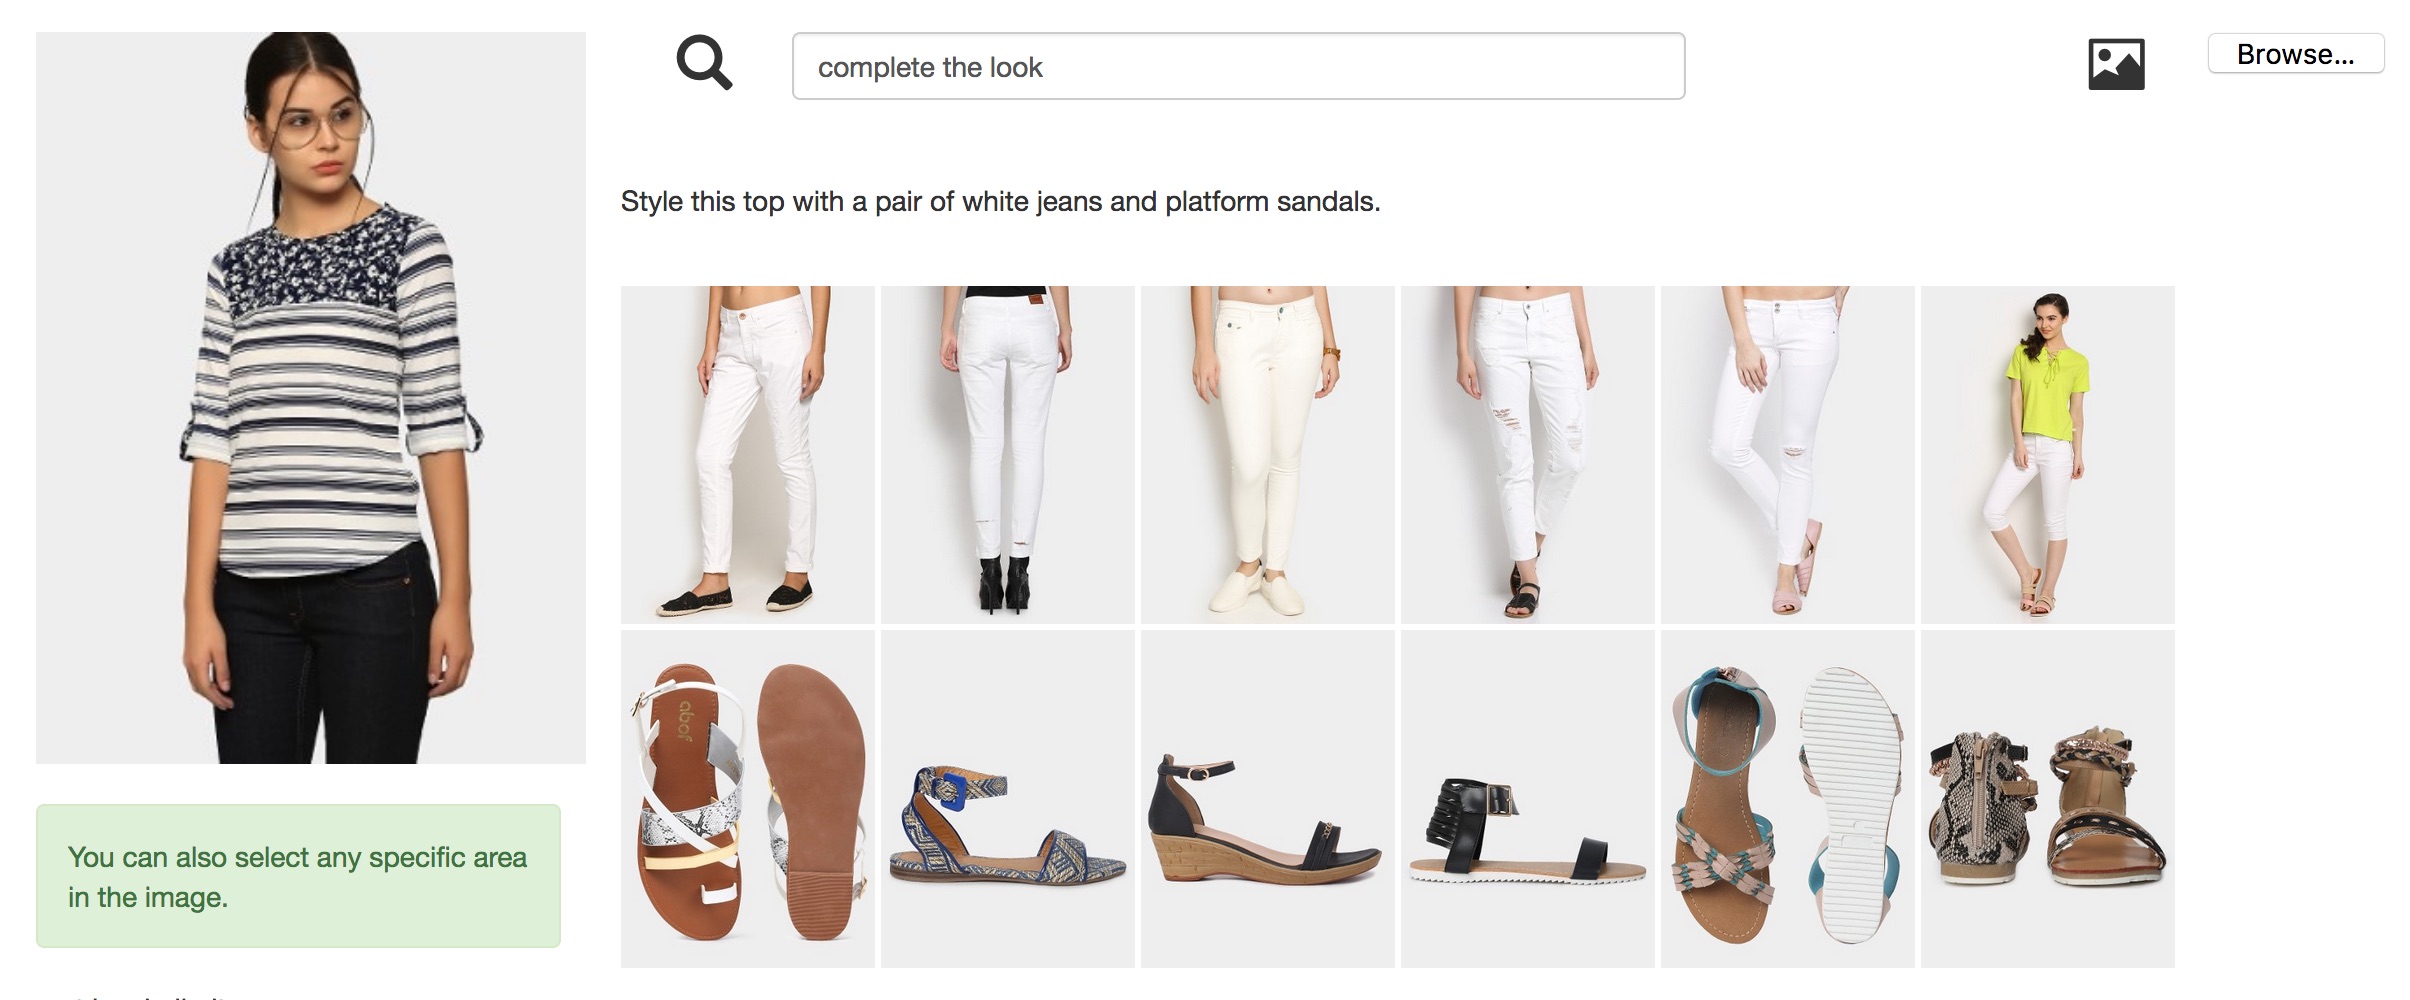 complete the look
Browse...
Style this top with a pair of white jeans and platform sandals.
abof
You can also select any specific area
in the image.